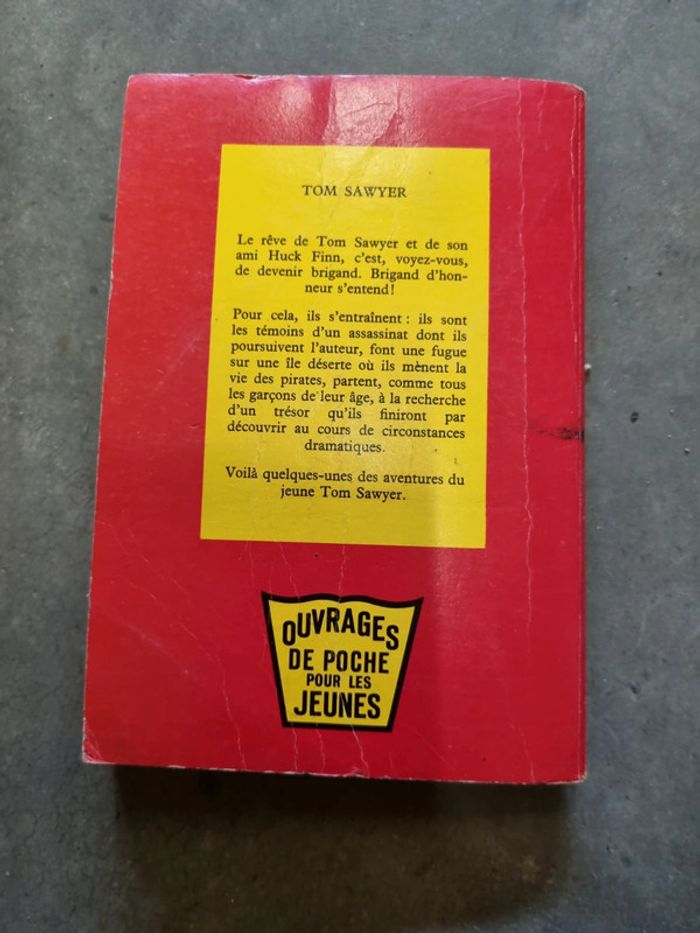 TOM SAWYER
Le rêve de Tom Sawyer et de son
ami Huck Finn, c'est, voyez-vous,
de devenir brigand. Brigand d'hon-
neur s'entend!
Pour cela, ils s'entraînent : ils sont
les témoins d'un assassinat dont ils
poursuivent l'auteur, font une fugue
sur une île déserte où ils mènent la
vie des pirates, partent, comme tous
les garçons de leur âge, à la recherche
d'un trésor qu'ils finiront par
découvrir au cours de circonstances
dramatiques.
Voilà quelques-unes des aventures du
jeune Tom Sawyer.
OUVRAGES
DE POCHE
POUR LES
JEUNES